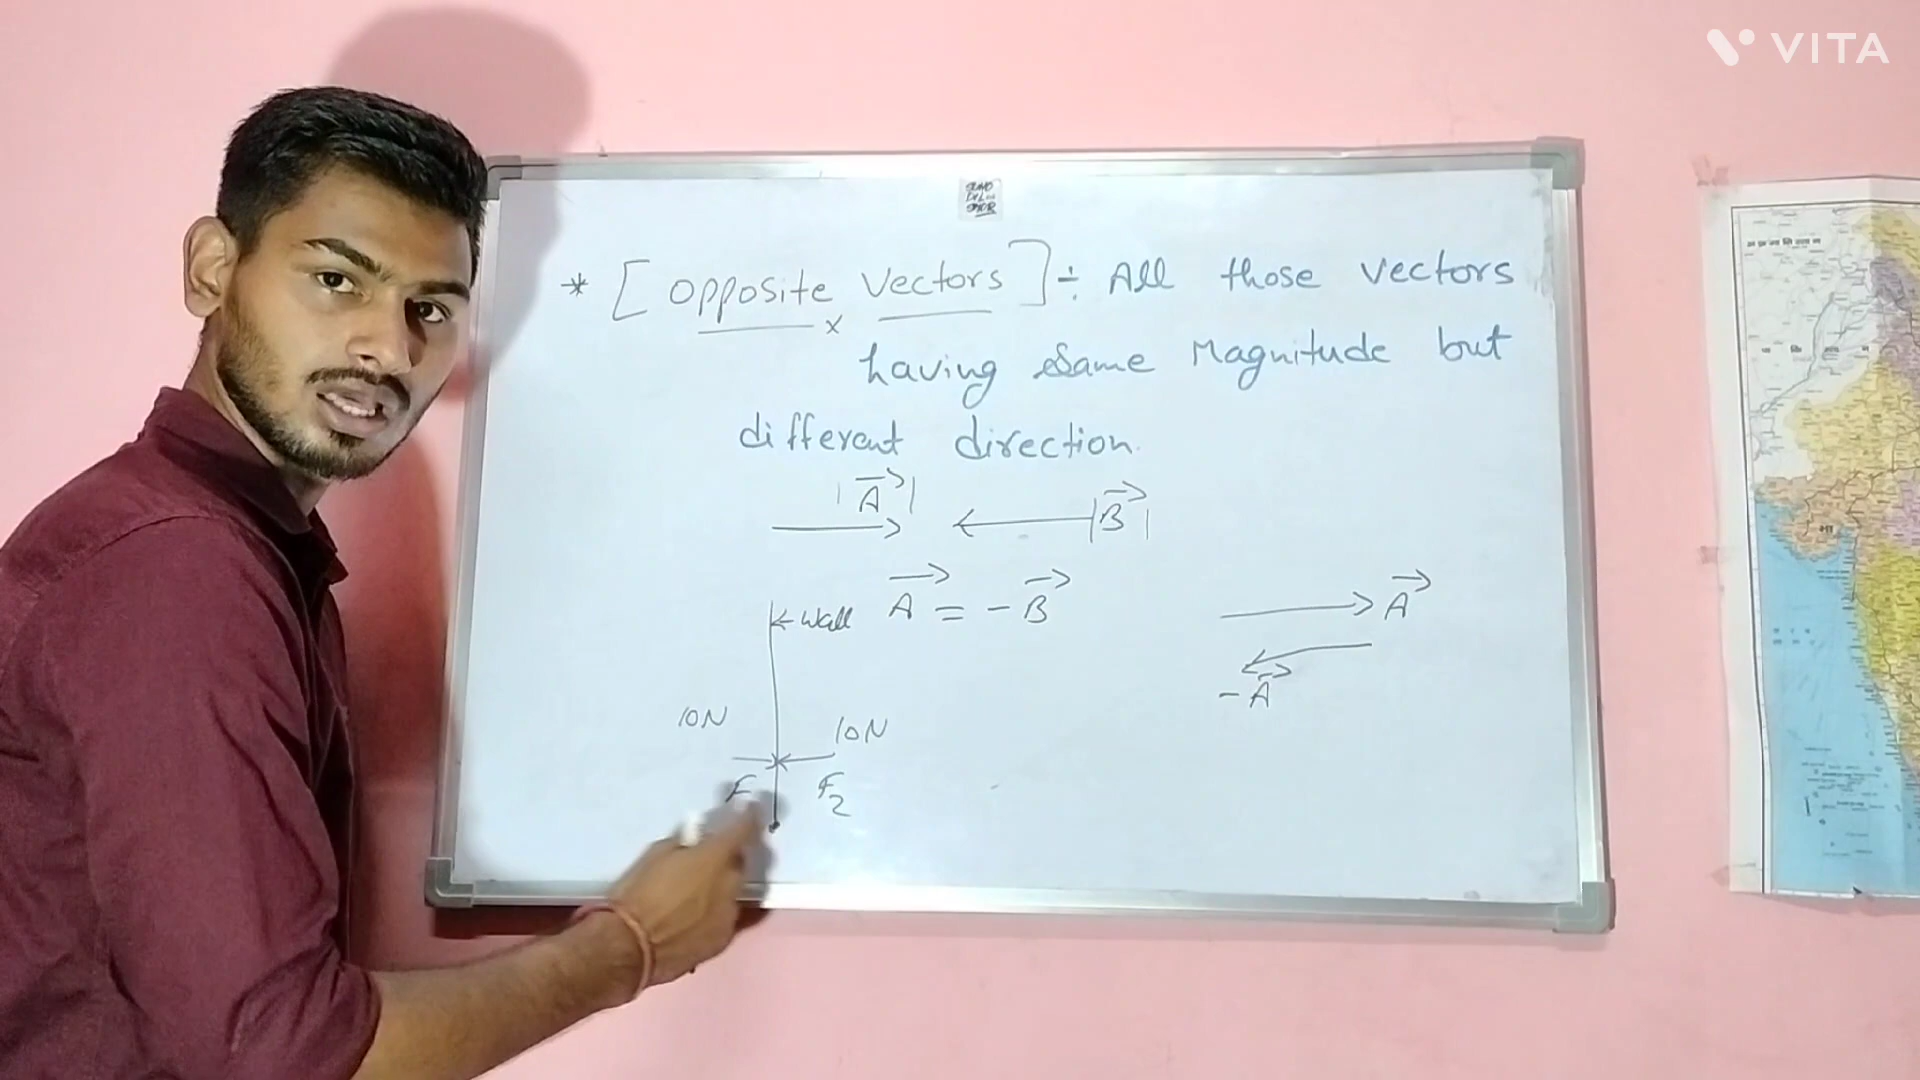 VITA
* [ opposite vectors ] ÷ All those vectors
x
having same Magnitude but
different direction.
|A⃗| |B⃗|
A⃗ = -B⃗
← wall
A⃗
-A⃗
10N 10N
F F₂